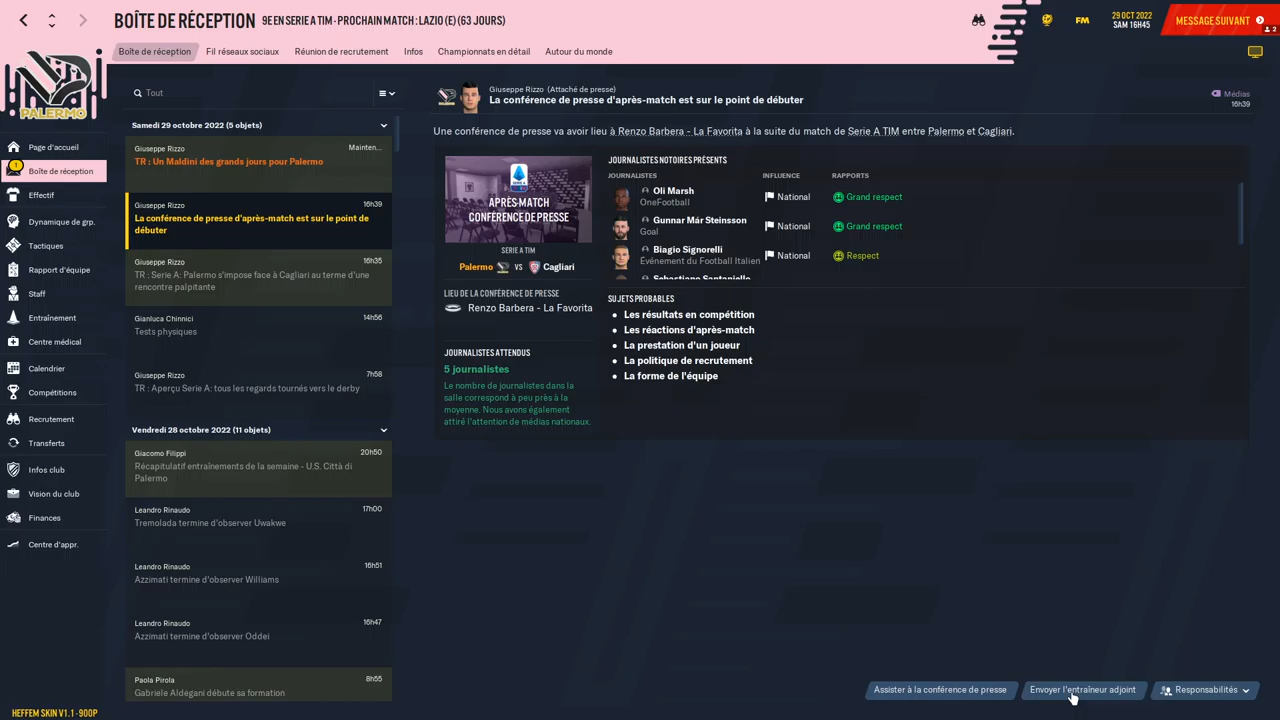 BOÎTE DE RÉCEPTION
9E EN SERIE A TIM - PROCHAIN MATCH : LAZIO (E) (63 JOURS)
FM
29 OCT 2022
SAM 16H45
MESSAGE SUIVANT
2
Boîte de réception
Fil réseaux sociaux
Réunion de recrutement
Infos
Championnats en détail
Autour du monde
PALERMO
Page d'accueil
1
Boîte de réception
Effectif
Dynamique de grp.
Tactiques
Rapport d'équipe
Staff
Entraînement
Centre médical
Calendrier
Compétitions
Recrutement
Transferts
Infos club
Vision du club
Finances
Centre d'appr.
HEFFEM SKIN V1.1 - 900P
Tout
Samedi 29 octobre 2022 (5 objets)
Giuseppe Rizzo
Mainten...
TR : Un Maldini des grands jours pour Palermo
Giuseppe Rizzo
16h39
La conférence de presse d'après-match est sur le point de
débuter
Giuseppe Rizzo
16h35
TR : Serie A: Palermo s'impose face à Cagliari au terme d'une
rencontre palpitante
Gianluca Chinnici
14h56
Tests physiques
Giuseppe Rizzo
7h58
TR : Aperçu Serie A: tous les regards tournés vers le derby
Vendredi 28 octobre 2022 (11 objets)
Giacomo Filippi
20h50
Récapitulatif entraînements de la semaine - U.S. Città di
Palermo
Leandro Rinaudo
17h00
Tremolada termine d'observer Uwakwe
Leandro Rinaudo
16h51
Azzimati termine d'observer Williams
Leandro Rinaudo
16h47
Azzimati termine d'observer Oddei
Paola Pirola
8h55
Gabriele Aldegani débute sa formation
Giuseppe Rizzo (Attaché de presse)
La conférence de presse d'après-match est sur le point de débuter
Médias
16h39
Une conférence de presse va avoir lieu à Renzo Barbera - La Favorita à la suite du match de Serie A TIM entre Palermo et Cagliari.
APRÈS-MATCH
CONFÉRENCE DE PRESSE
SERIE A TIM
Palermo VS Cagliari
LIEU DE LA CONFÉRENCE DE PRESSE
Renzo Barbera - La Favorita
JOURNALISTES ATTENDUS
5 journalistes
Le nombre de journalistes dans la
salle correspond à peu près à la
moyenne. Nous avons également
attiré l'attention de médias nationaux.
JOURNALISTES NOTOIRES PRÉSENTS
JOURNALISTES INFLUENCE RAPPORTS
Oli Marsh
OneFootball
National
Grand respect
Gunnar Már Steinsson
Goal
National
Grand respect
Biagio Signorelli
Événement du Football Italien
National
Respect
Sebastiano Santaniello
SUJETS PROBABLES
Les résultats en compétition
Les réactions d'après-match
La prestation d'un joueur
La politique de recrutement
La forme de l'équipe
Assister à la conférence de presse
Envoyer l'entraîneur adjoint
Responsabilités